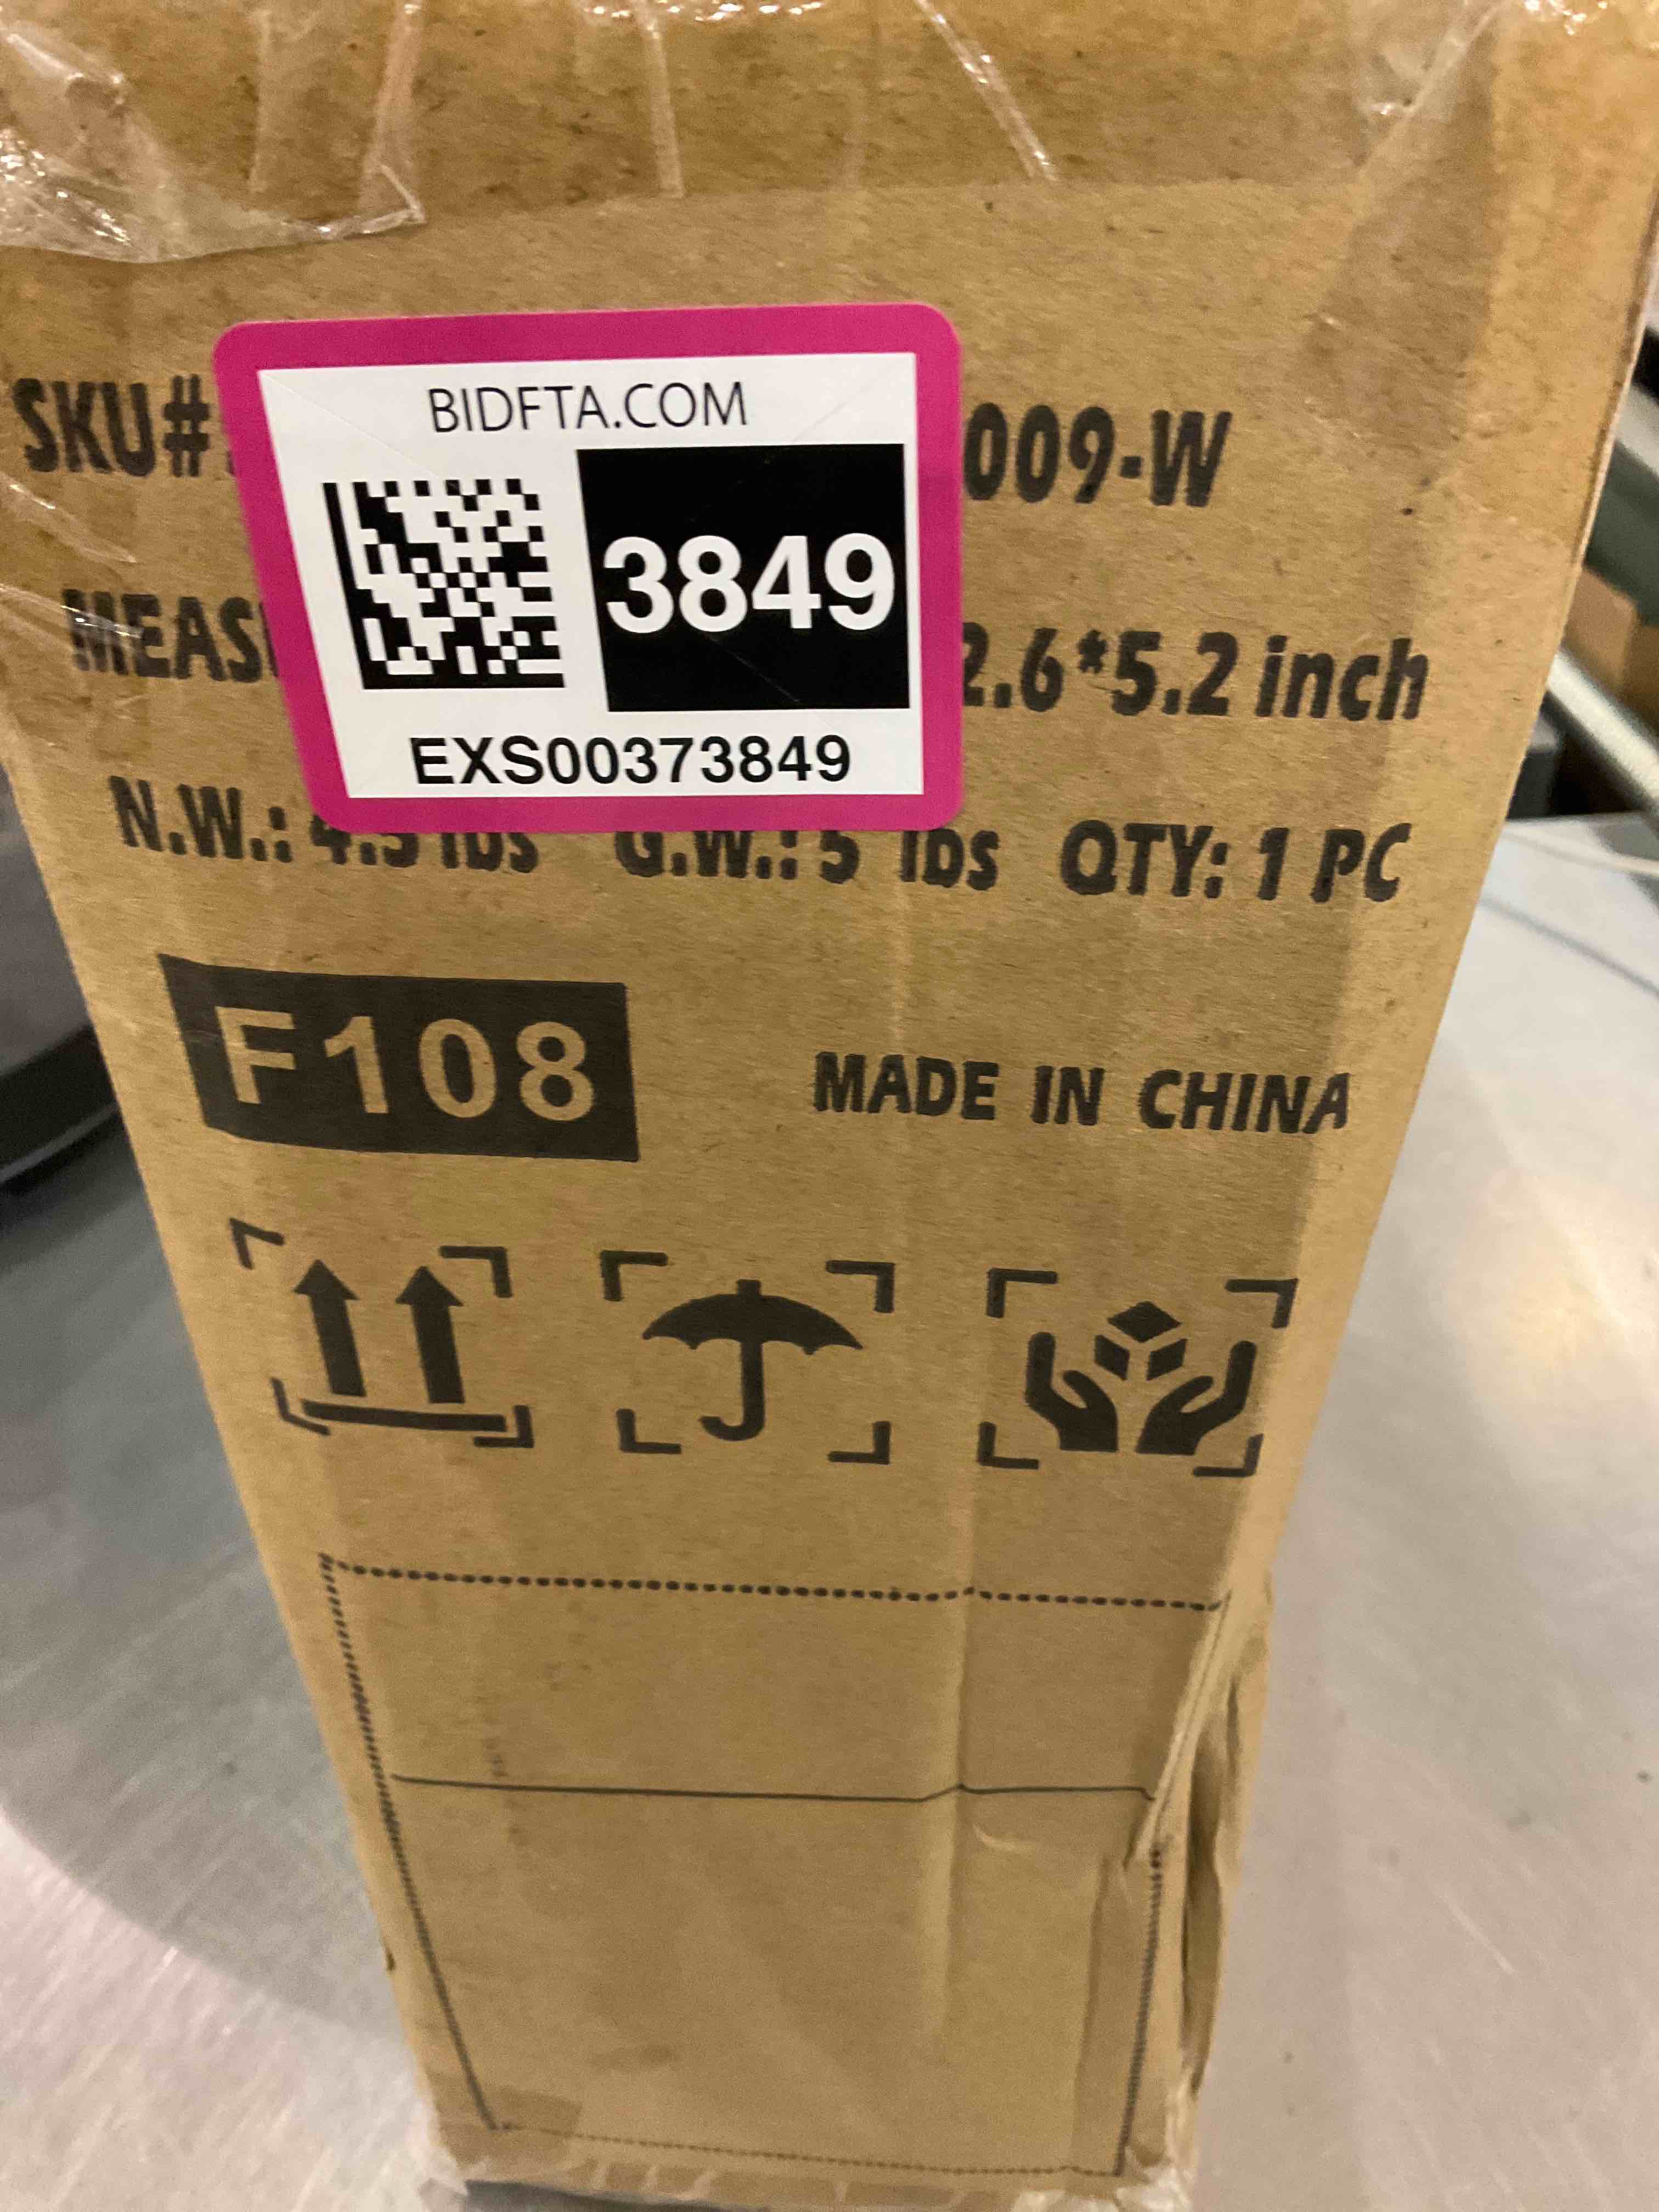 BIDFTA.COM
SKU# 009-W
3849
2.6*5.2 inch
EXS00373849
N.W.: 4.5 lbs G.W.: 5 lbs QTY: 1 PC
F108
MADE IN CHINA